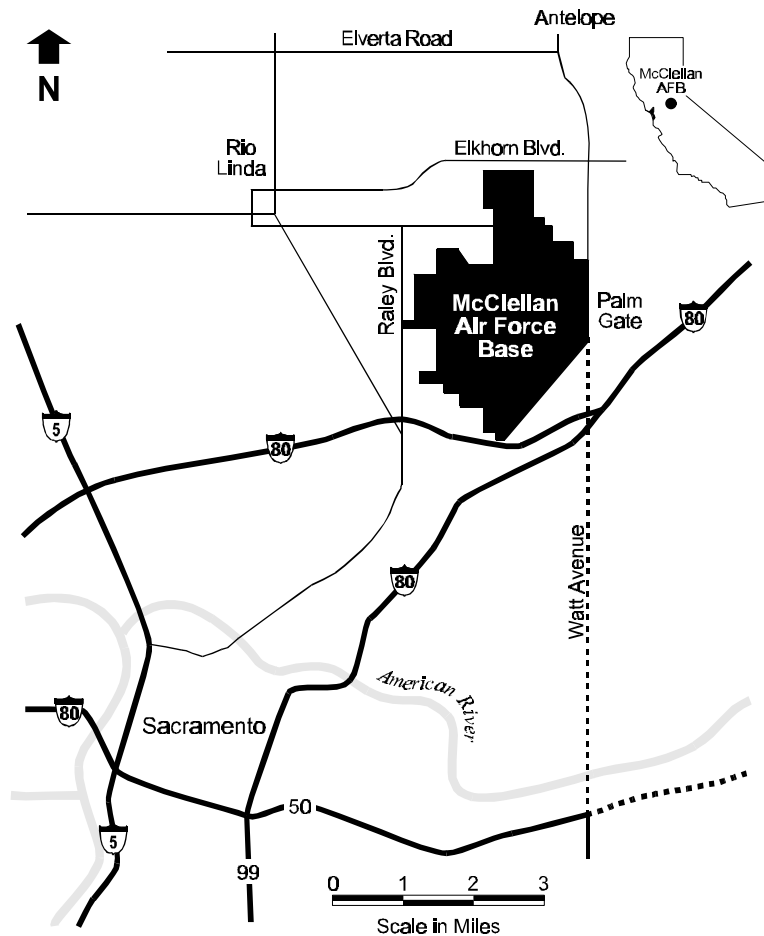 Antelope
Elverta Road
N
McClellan
AFB
Rio
Linda
Elkhorn Blvd.
Raley Blvd.
McClellan
Air Force
Base
Palm
Gate
80
5
80
80
Watt Avenue
American River
80
Sacramento
50
5
99
0 1 2 3
Scale in Miles